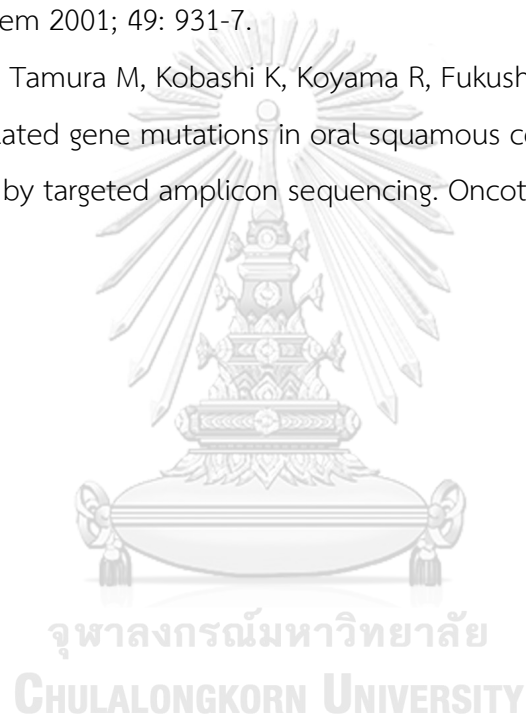 em 2001; 49: 931-7.
Tamura M, Kobashi K, Koyama R, Fukush
lated gene mutations in oral squamous c
by targeted amplicon sequencing. Oncot
จุฬาลงกรณ์มหาวิทยาลัย
CHULALONGKORN UNIVERSITY